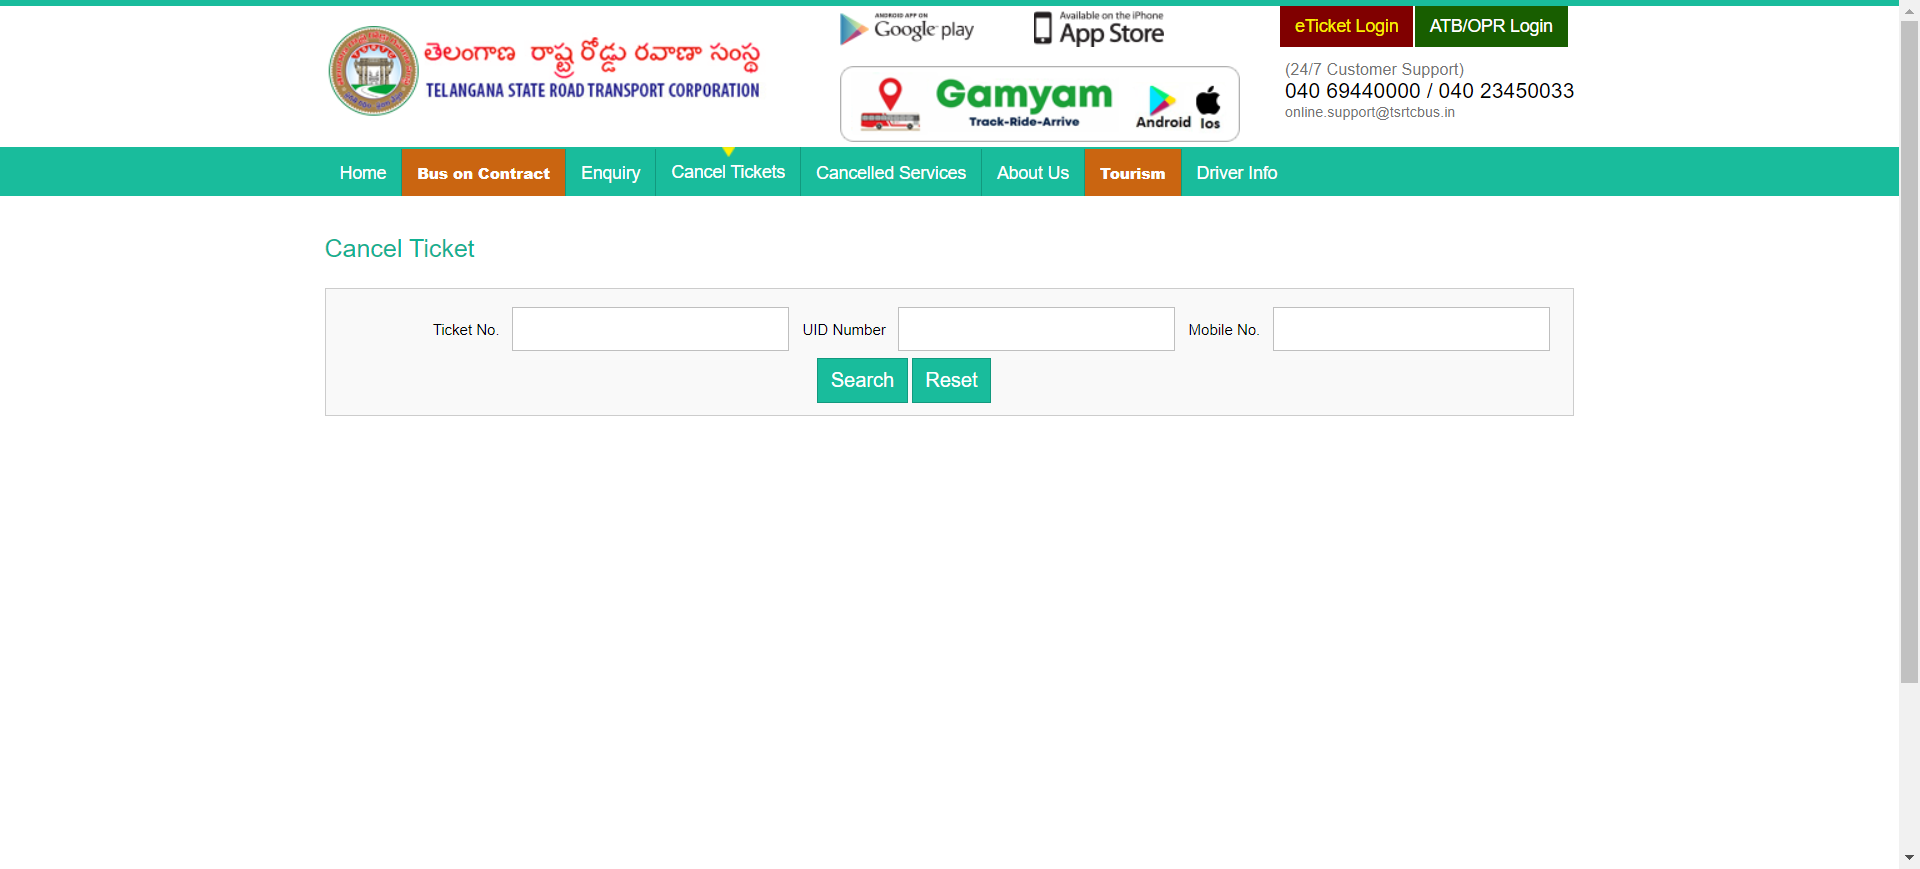 తెలంగాణ రాష్ట్ర రోడ్డు రవాణా సంస్థ
TELANGANA STATE ROAD TRANSPORT CORPORATION
ANDROID APP ON
Google play
Available on the iPhone
App Store
Gamyam
Track-Ride-Arrive
Android Ios
eTicket Login ATB/OPR Login
(24/7 Customer Support)
040 69440000 / 040 23450033
online.support@tsrtcbus.in
Home Bus on Contract Enquiry Cancel Tickets Cancelled Services About Us Tourism Driver Info
Cancel Ticket
Ticket No. UID Number Mobile No.
Search Reset